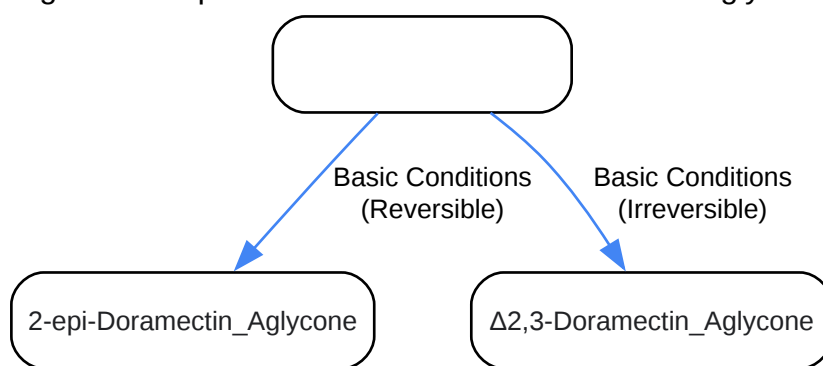 Basic Conditions
(Reversible)
Basic Conditions
(Irreversible)
2-epi-Doramectin_Aglycone
Δ2,3-Doramectin_Aglycone